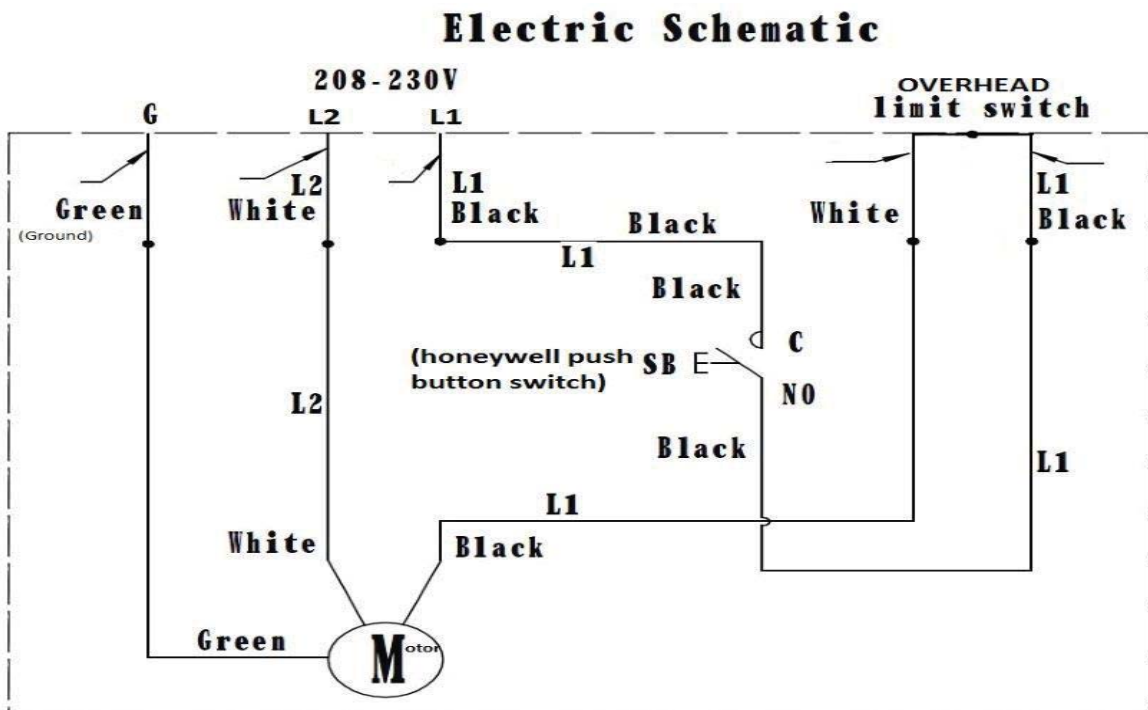 Electric Schematic
208-230V
OVERHEAD
limit switch
G
L2
L1
L2
White
L1
Black
Green
(Ground)
Black
L1
Black
White
L1
Black
(honeywell push
button switch)
SB
C
NO
L2
Black
L1
L1
White
Black
Green
Motor